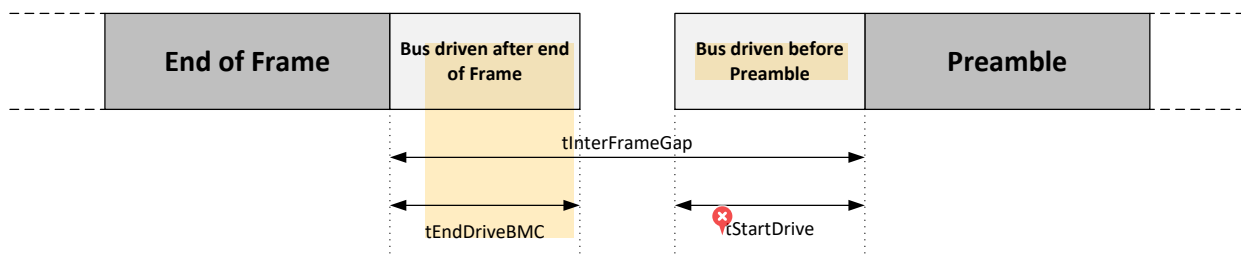 End of Frame
Bus driven after end
of Frame
Bus driven before
Preamble
Preamble
tInterFrameGap
tEndDriveBMC
tStartDrive